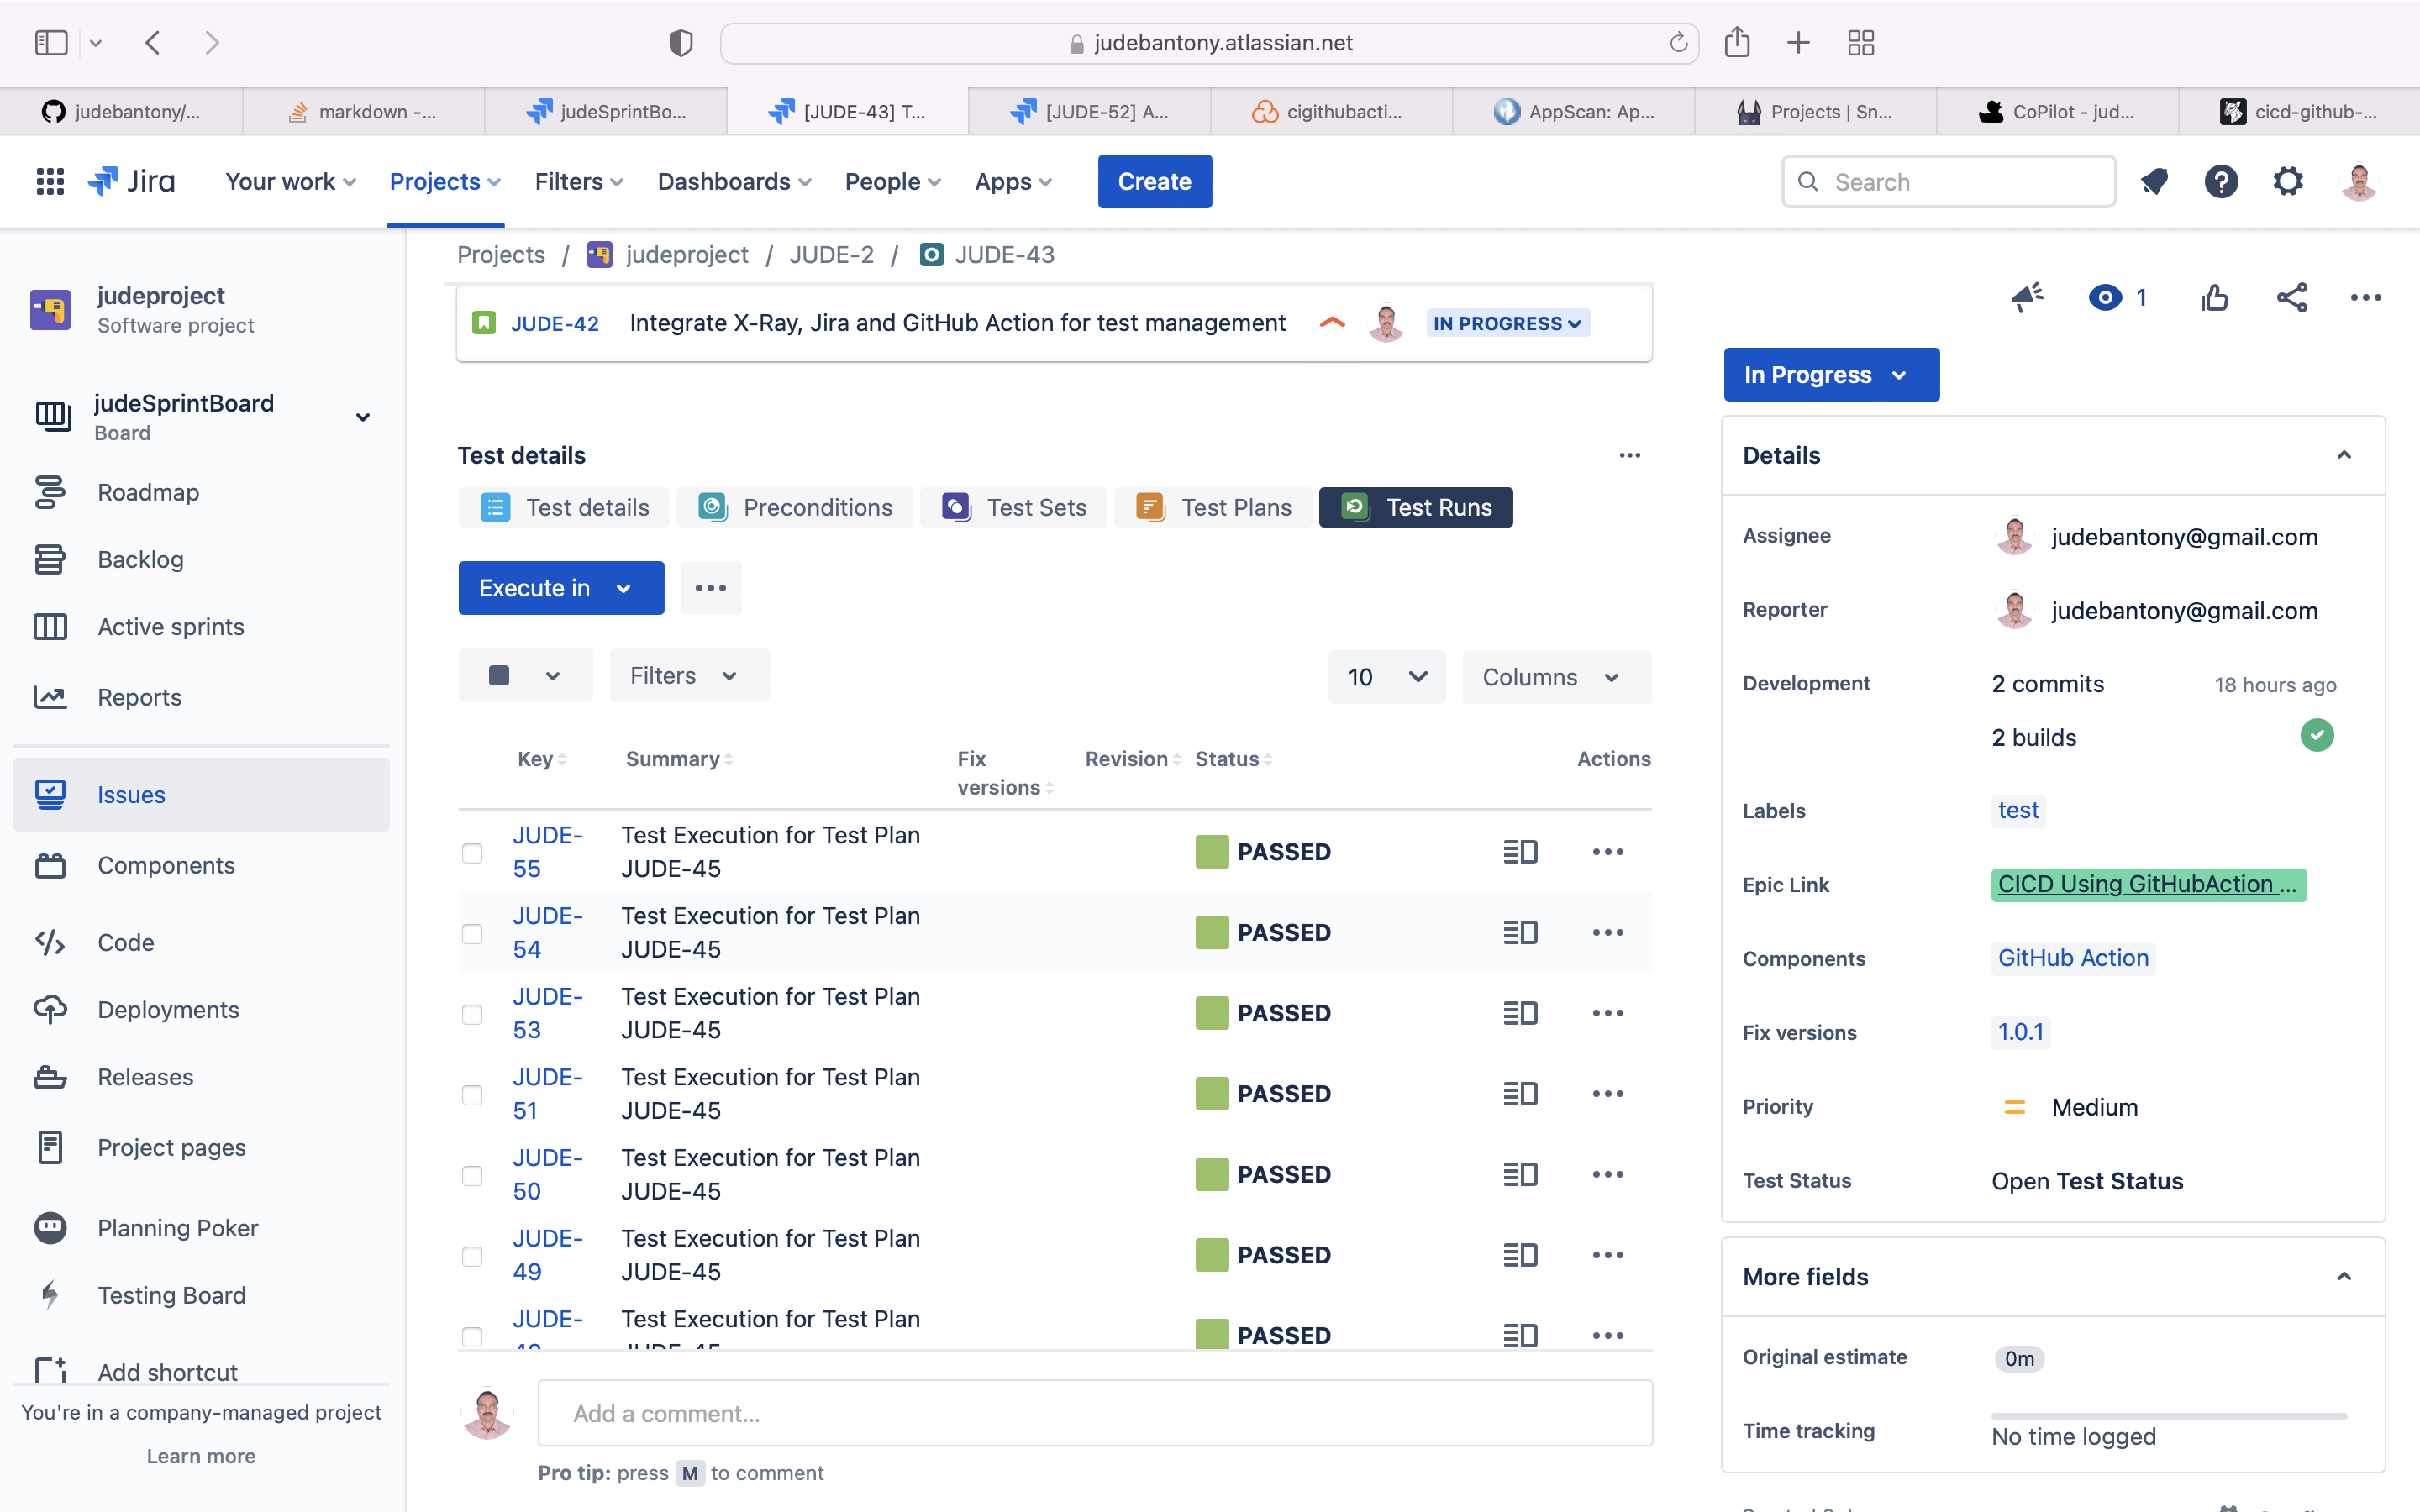 judebantony.atlassian.net
judebantony/...
markdown -...
judeSprintBo...
[JUDE-43] T...
[JUDE-52] A...
cigithubacti...
AppScan: Ap...
Projects | Sn...
CoPilot - jud...
cicd-github-...
Jira
Your work
Projects
Filters
Dashboards
People
Apps
Create
Search
judeproject
Software project
judeSprintBoard
Board
Roadmap
Backlog
Active sprints
Reports
Issues
Components
Code
Deployments
Releases
Project pages
Planning Poker
Testing Board
Add shortcut
You're in a company-managed project
Learn more
Projects / judeproject / JUDE-2 / JUDE-43
JUDE-42 Integrate X-Ray, Jira and GitHub Action for test management IN PROGRESS
Test details
Test details
Preconditions
Test Sets
Test Plans
Test Runs
Execute in
Filters
10
Columns
Key
Summary
Fix
versions
Revision
Status
Actions
JUDE-
55
Test Execution for Test Plan
JUDE-45
PASSED
JUDE-
54
Test Execution for Test Plan
JUDE-45
PASSED
JUDE-
53
Test Execution for Test Plan
JUDE-45
PASSED
JUDE-
51
Test Execution for Test Plan
JUDE-45
PASSED
JUDE-
50
Test Execution for Test Plan
JUDE-45
PASSED
JUDE-
49
Test Execution for Test Plan
JUDE-45
PASSED
JUDE-
48
Test Execution for Test Plan
JUDE-45
PASSED
Add a comment...
Pro tip: press M to comment
1
In Progress
Details
Assignee
judebantony@gmail.com
Reporter
judebantony@gmail.com
Development
2 commits
18 hours ago
2 builds
Labels
test
Epic Link
CICD Using GitHubAction ...
Components
GitHub Action
Fix versions
1.0.1
Priority
Medium
Test Status
Open Test Status
More fields
Original estimate
0m
Time tracking
No time logged